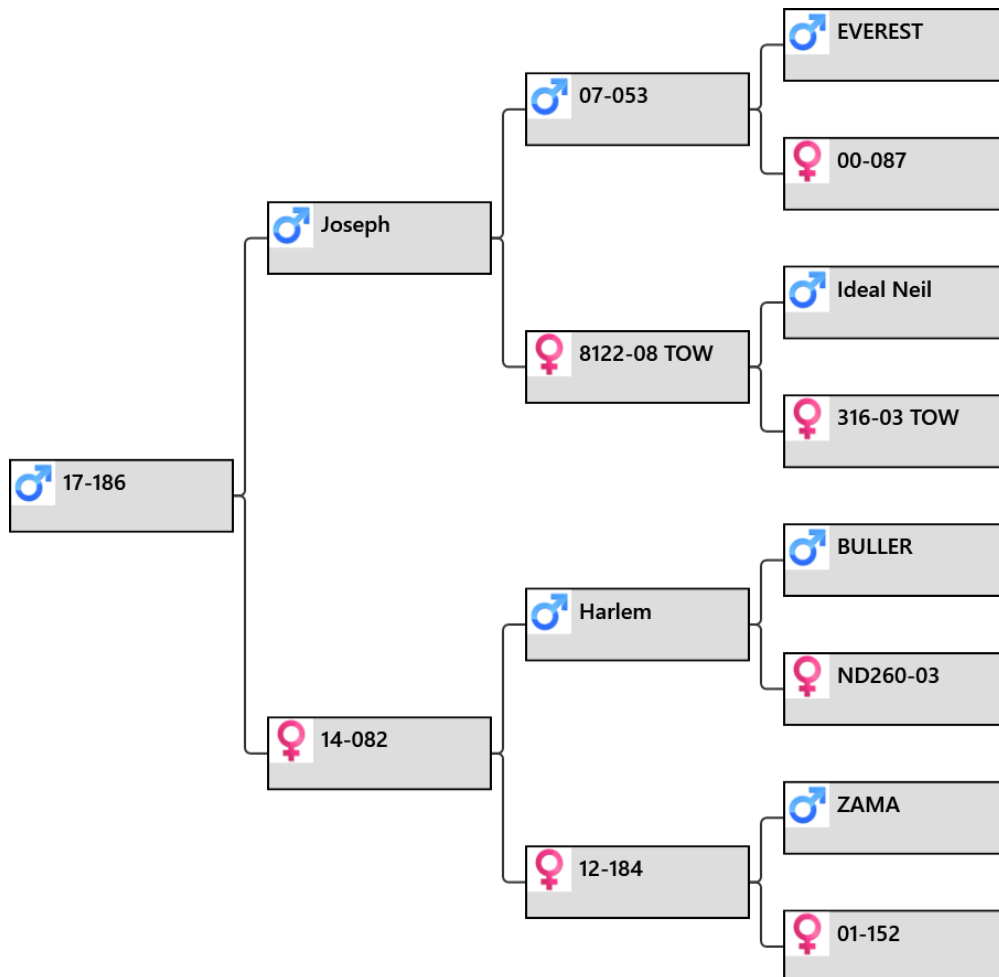 EVEREST
07-053
00-087
Joseph
Ideal Neil
8122-08 TOW
316-03 TOW
17-186
BULLER
Harlem
ND260-03
14-082
ZAMA
12-184
01-152